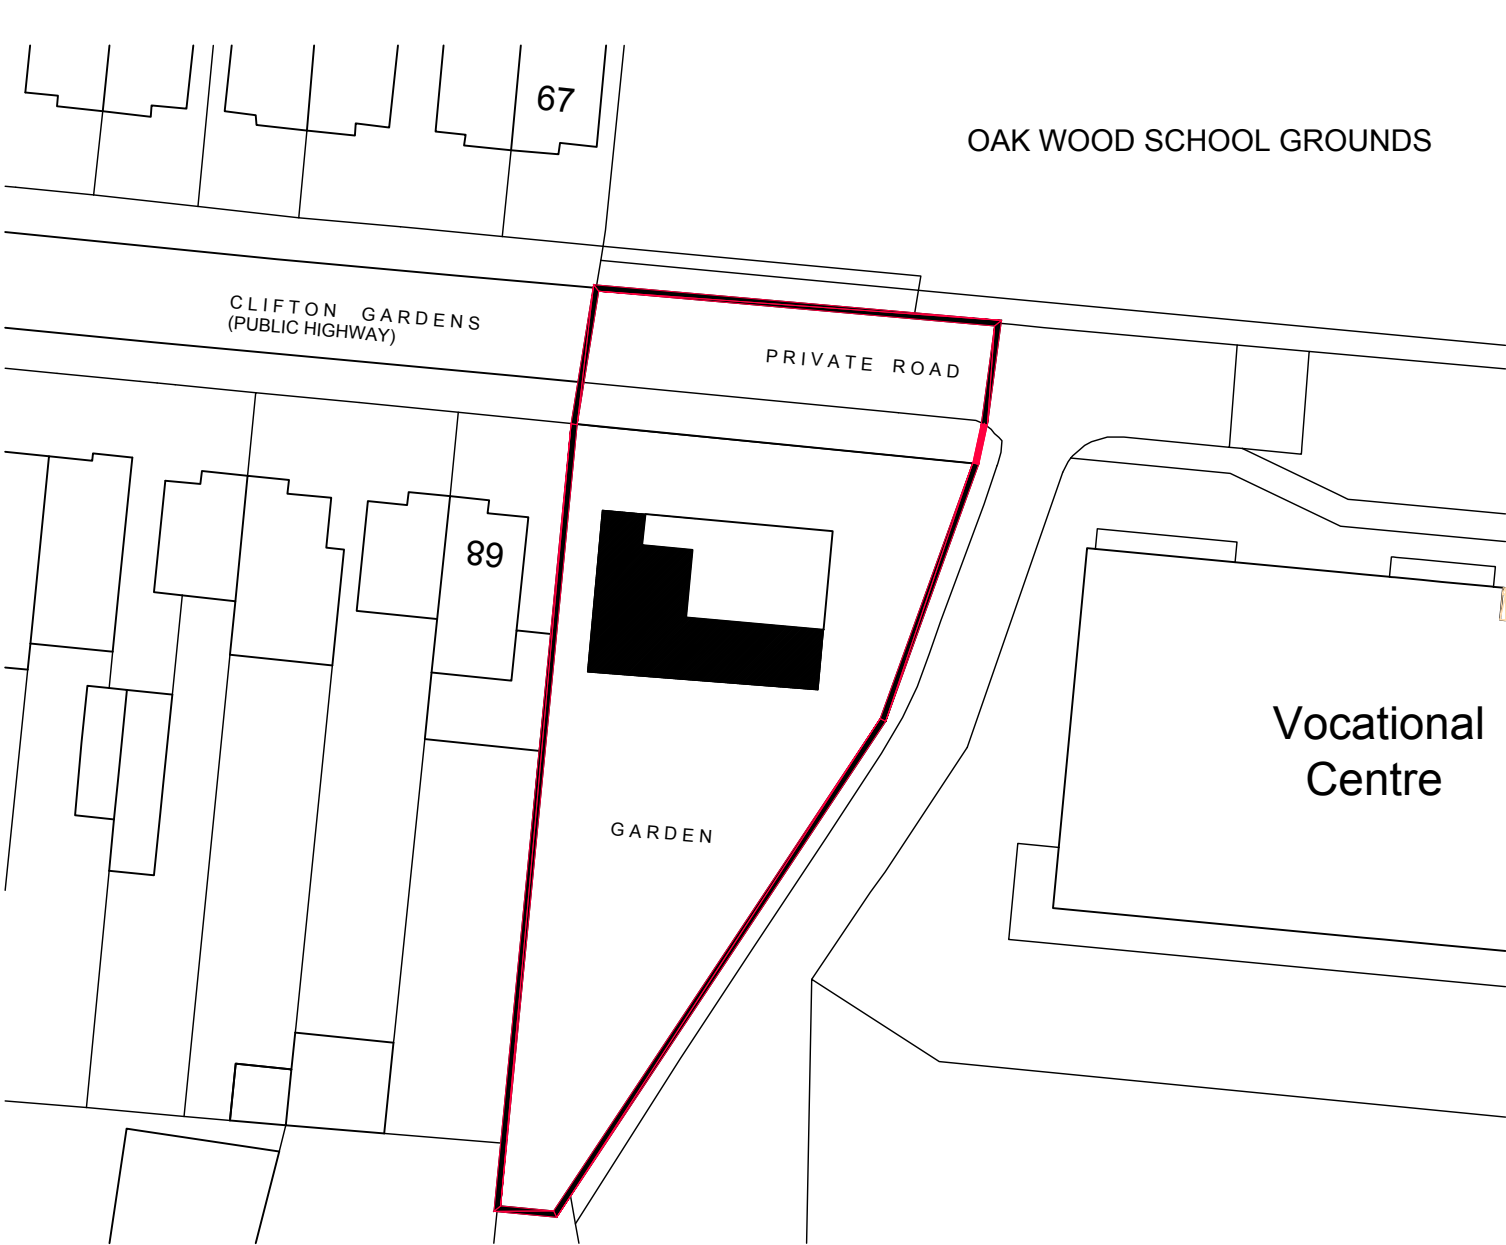 67
OAK WOOD SCHOOL GROUNDS
CLIFTON GARDENS
(PUBLIC HIGHWAY)
PRIVATE ROAD
89
Vocational
Centre
GARDEN